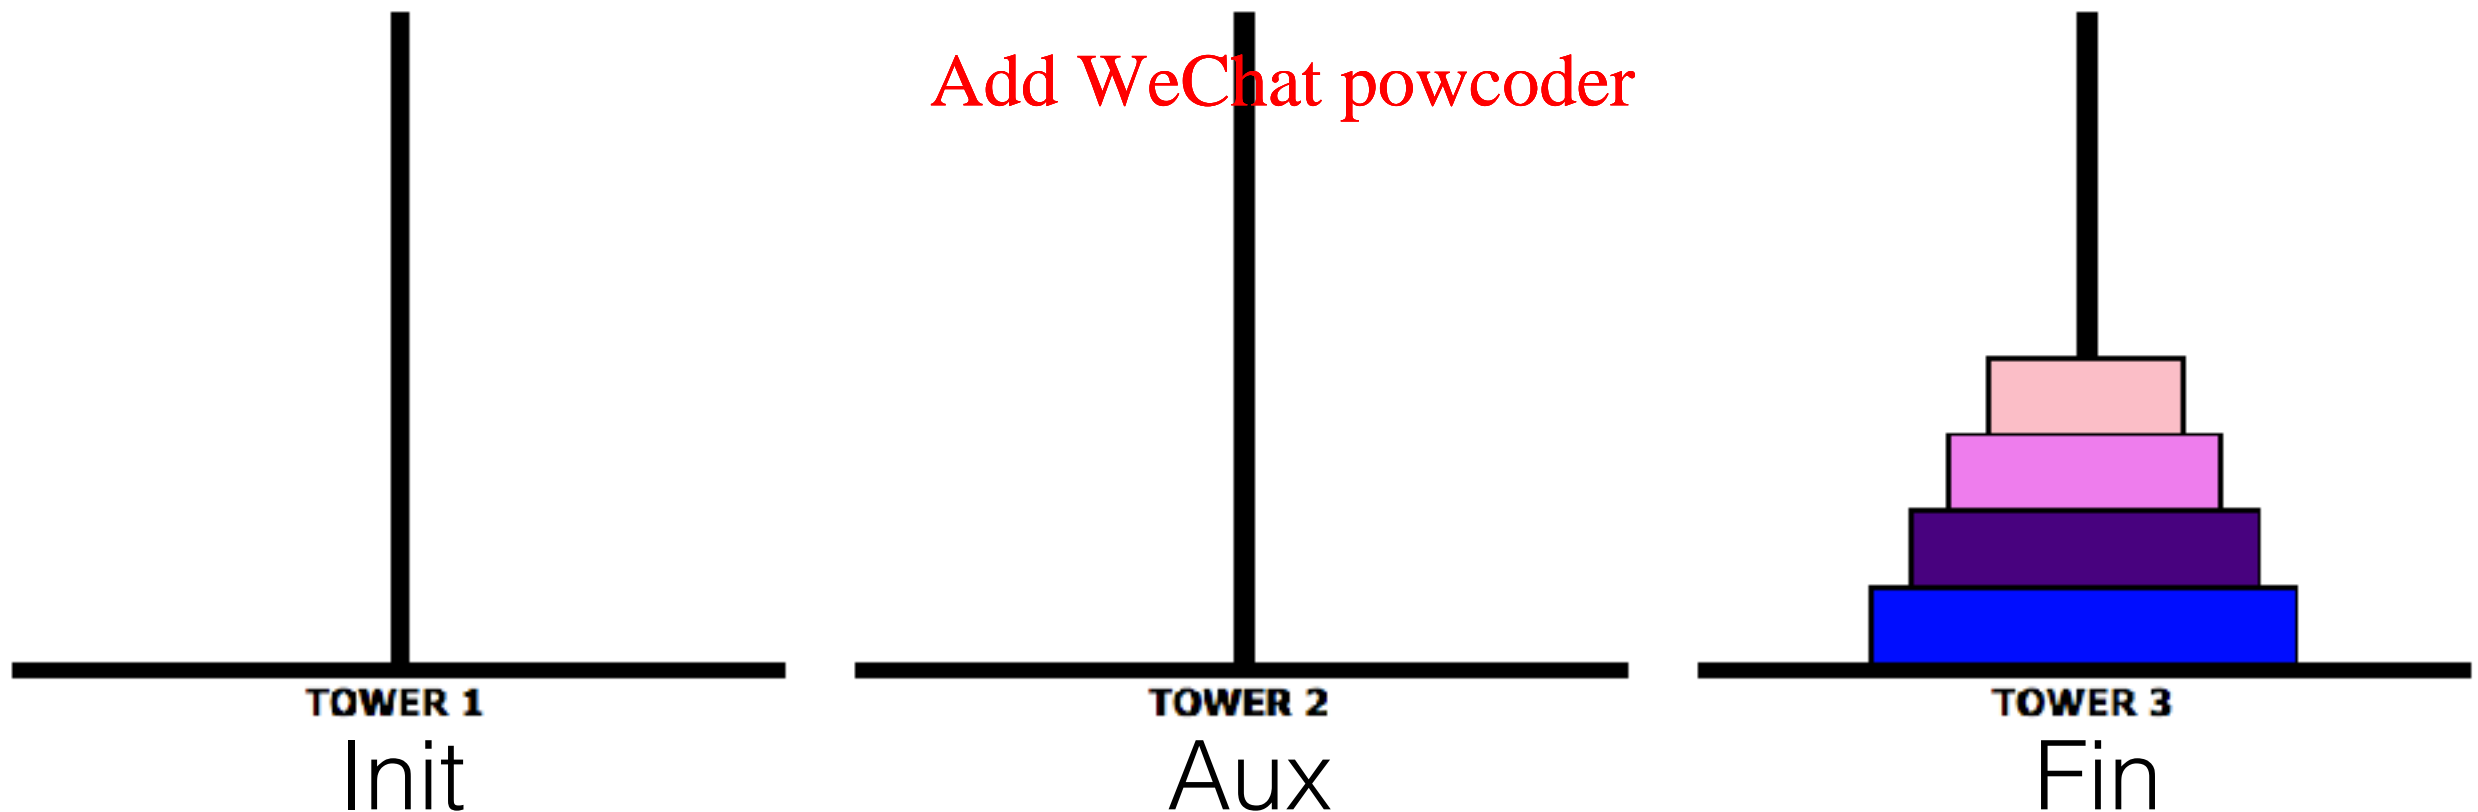 Add WeChat powcoder
TOWER 1
TOWER 2
TOWER 3
Init
Aux
Fin